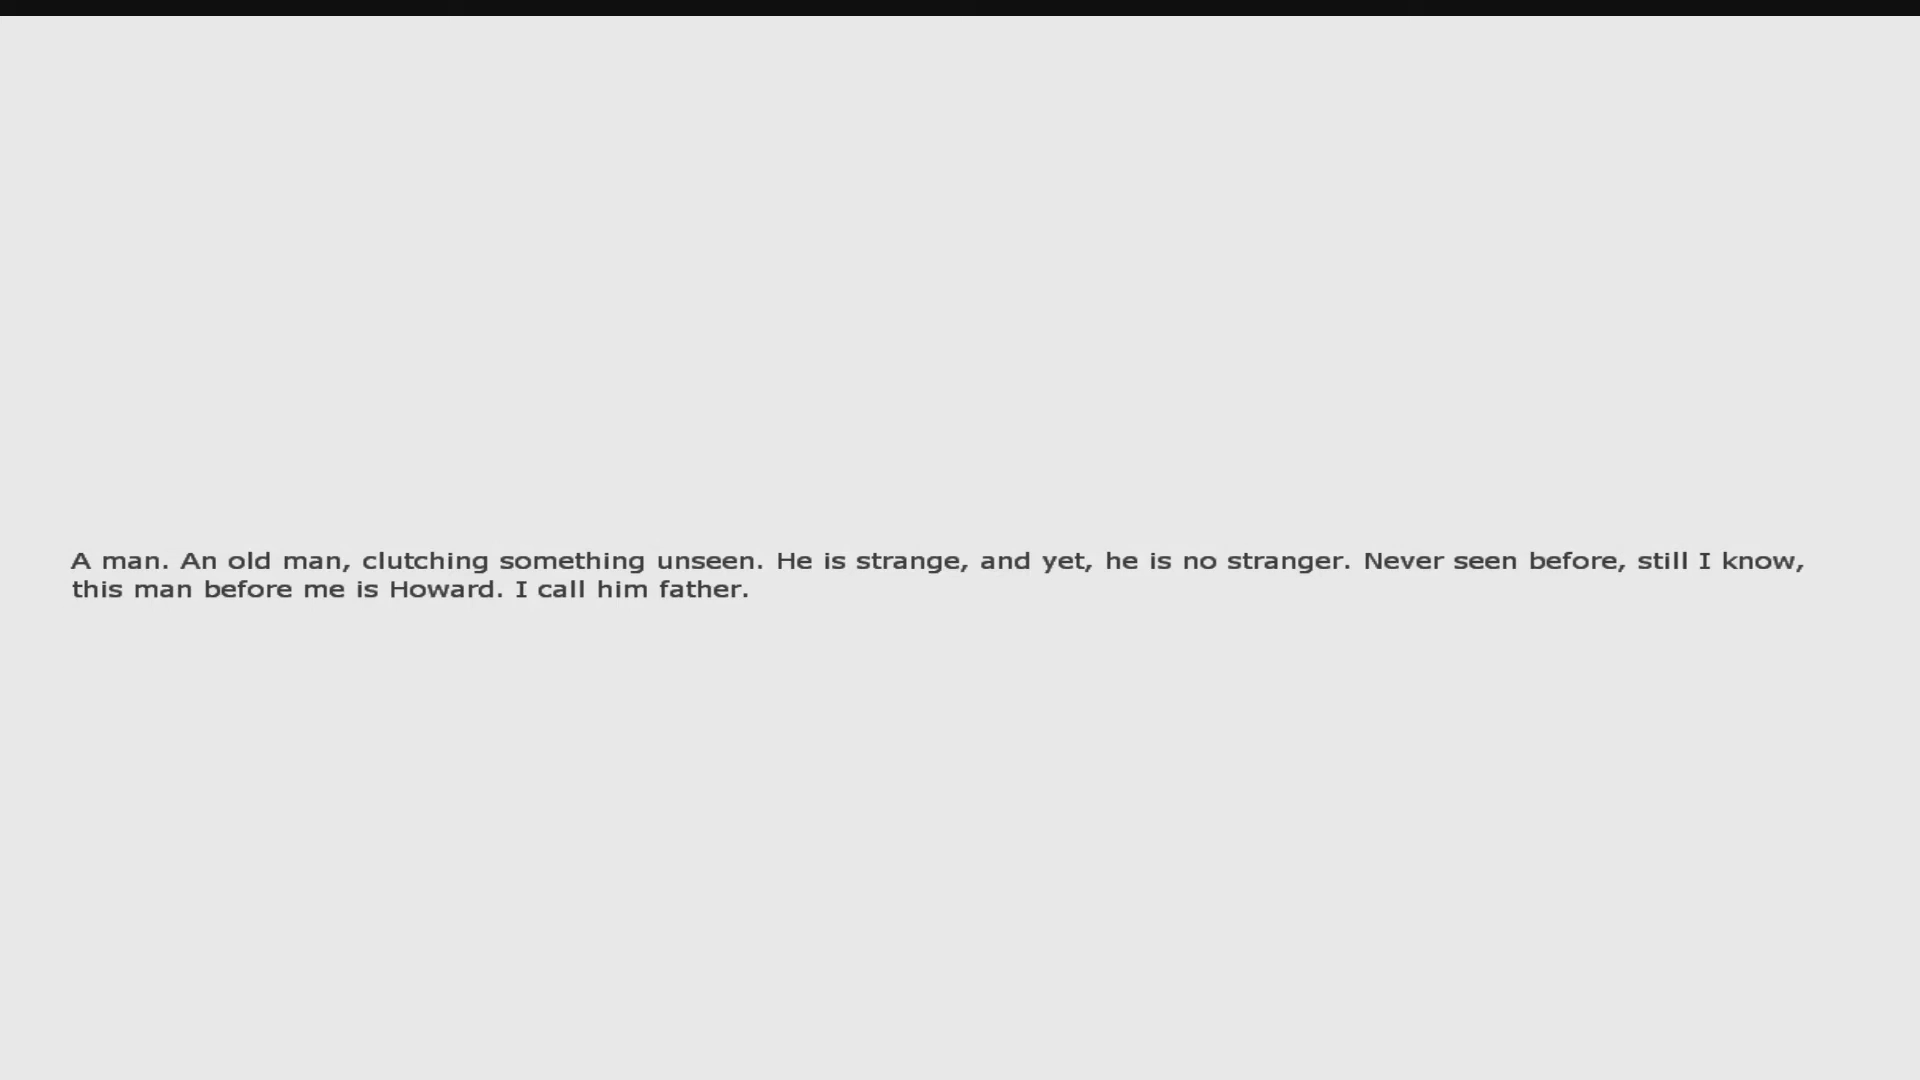 A man. An old man, clutching something unseen. He is strange, and yet, he is no stranger. Never seen before, still I know,
this man before me is Howard. I call him father.